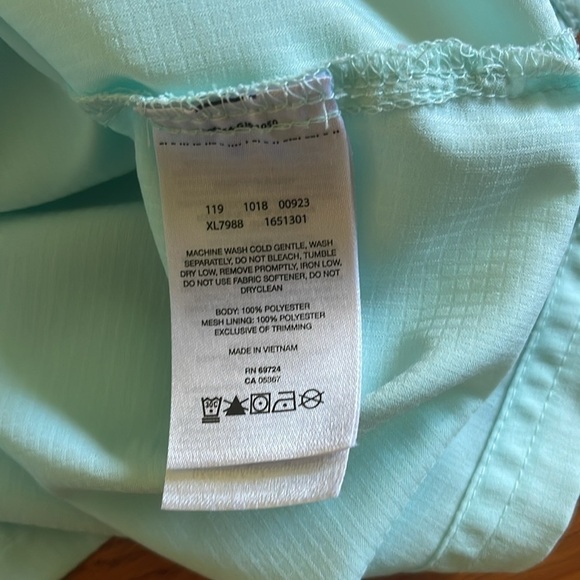 119 1018 00923
XL7988 1651301
MACHINE WASH COLD GENTLE, WASH
SEPARATELY, DO NOT BLEACH, TUMBLE
DRY LOW, REMOVE PROMPTLY, IRON LOW,
DO NOT USE FABRIC SOFTENER, DO NOT
DRYCLEAN
BODY: 100% POLYESTER
MESH LINING: 100% POLYESTER
EXCLUSIVE OF TRIMMING
MADE IN VIETNAM
RN 69724
CA 05367